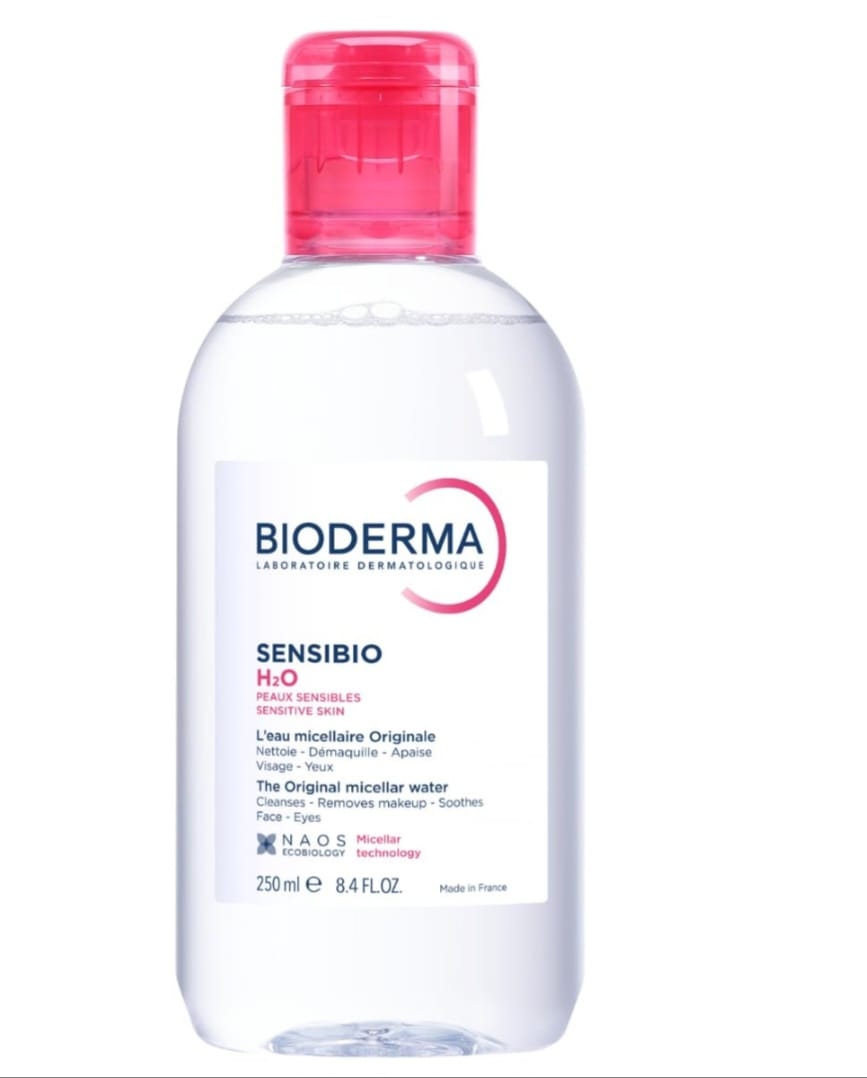 BIODERMA
LABORATOIRE DERMATOLOGIQUE
SENSIBIO
H₂O
PEAUX SENSIBLES
SENSITIVE SKIN
L'eau micellaire Originale
Nettoie - Démaquille - Apaise
Visage - Yeux
The Original micellar water
Cleanses - Removes makeup - Soothes
Face - Eyes
NAOS
ECOBIOLOGY
Micellar
technology
250 ml ℮ 8.4 FL.OZ.
Made in France